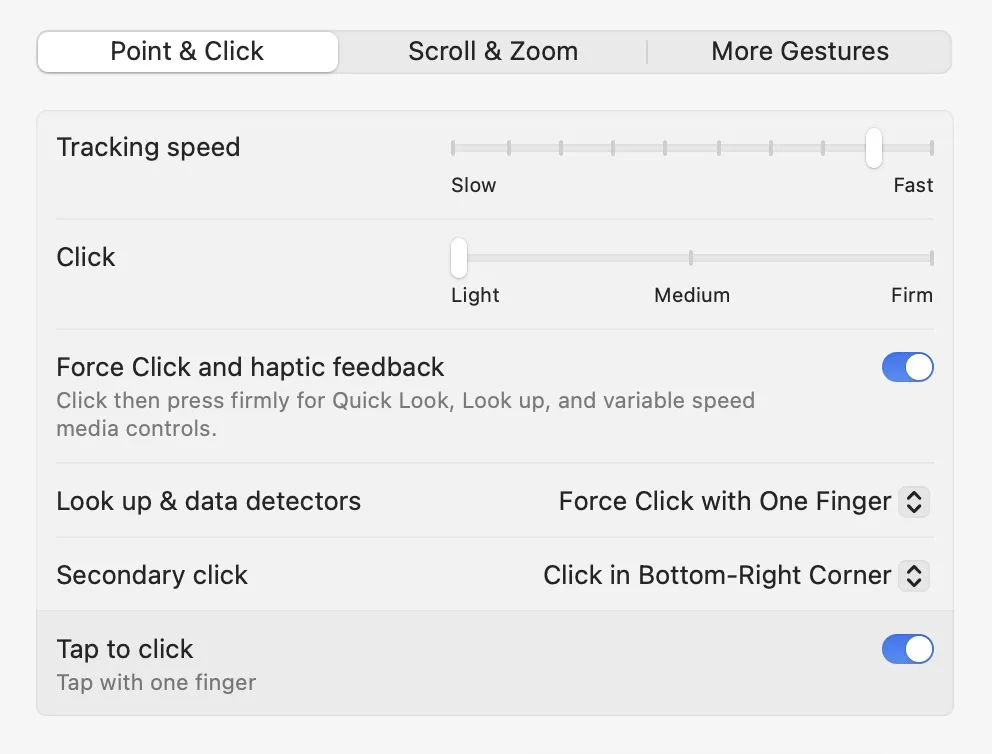 Point & Click
Scroll & Zoom
More Gestures
Tracking speed
Slow
Fast
Click
Light
Medium
Firm
Force Click and haptic feedback
Click then press firmly for Quick Look, Look up, and variable speed
media controls.
Look up & data detectors
Force Click with One Finger
Secondary click
Click in Bottom-Right Corner
Tap to click
Tap with one finger